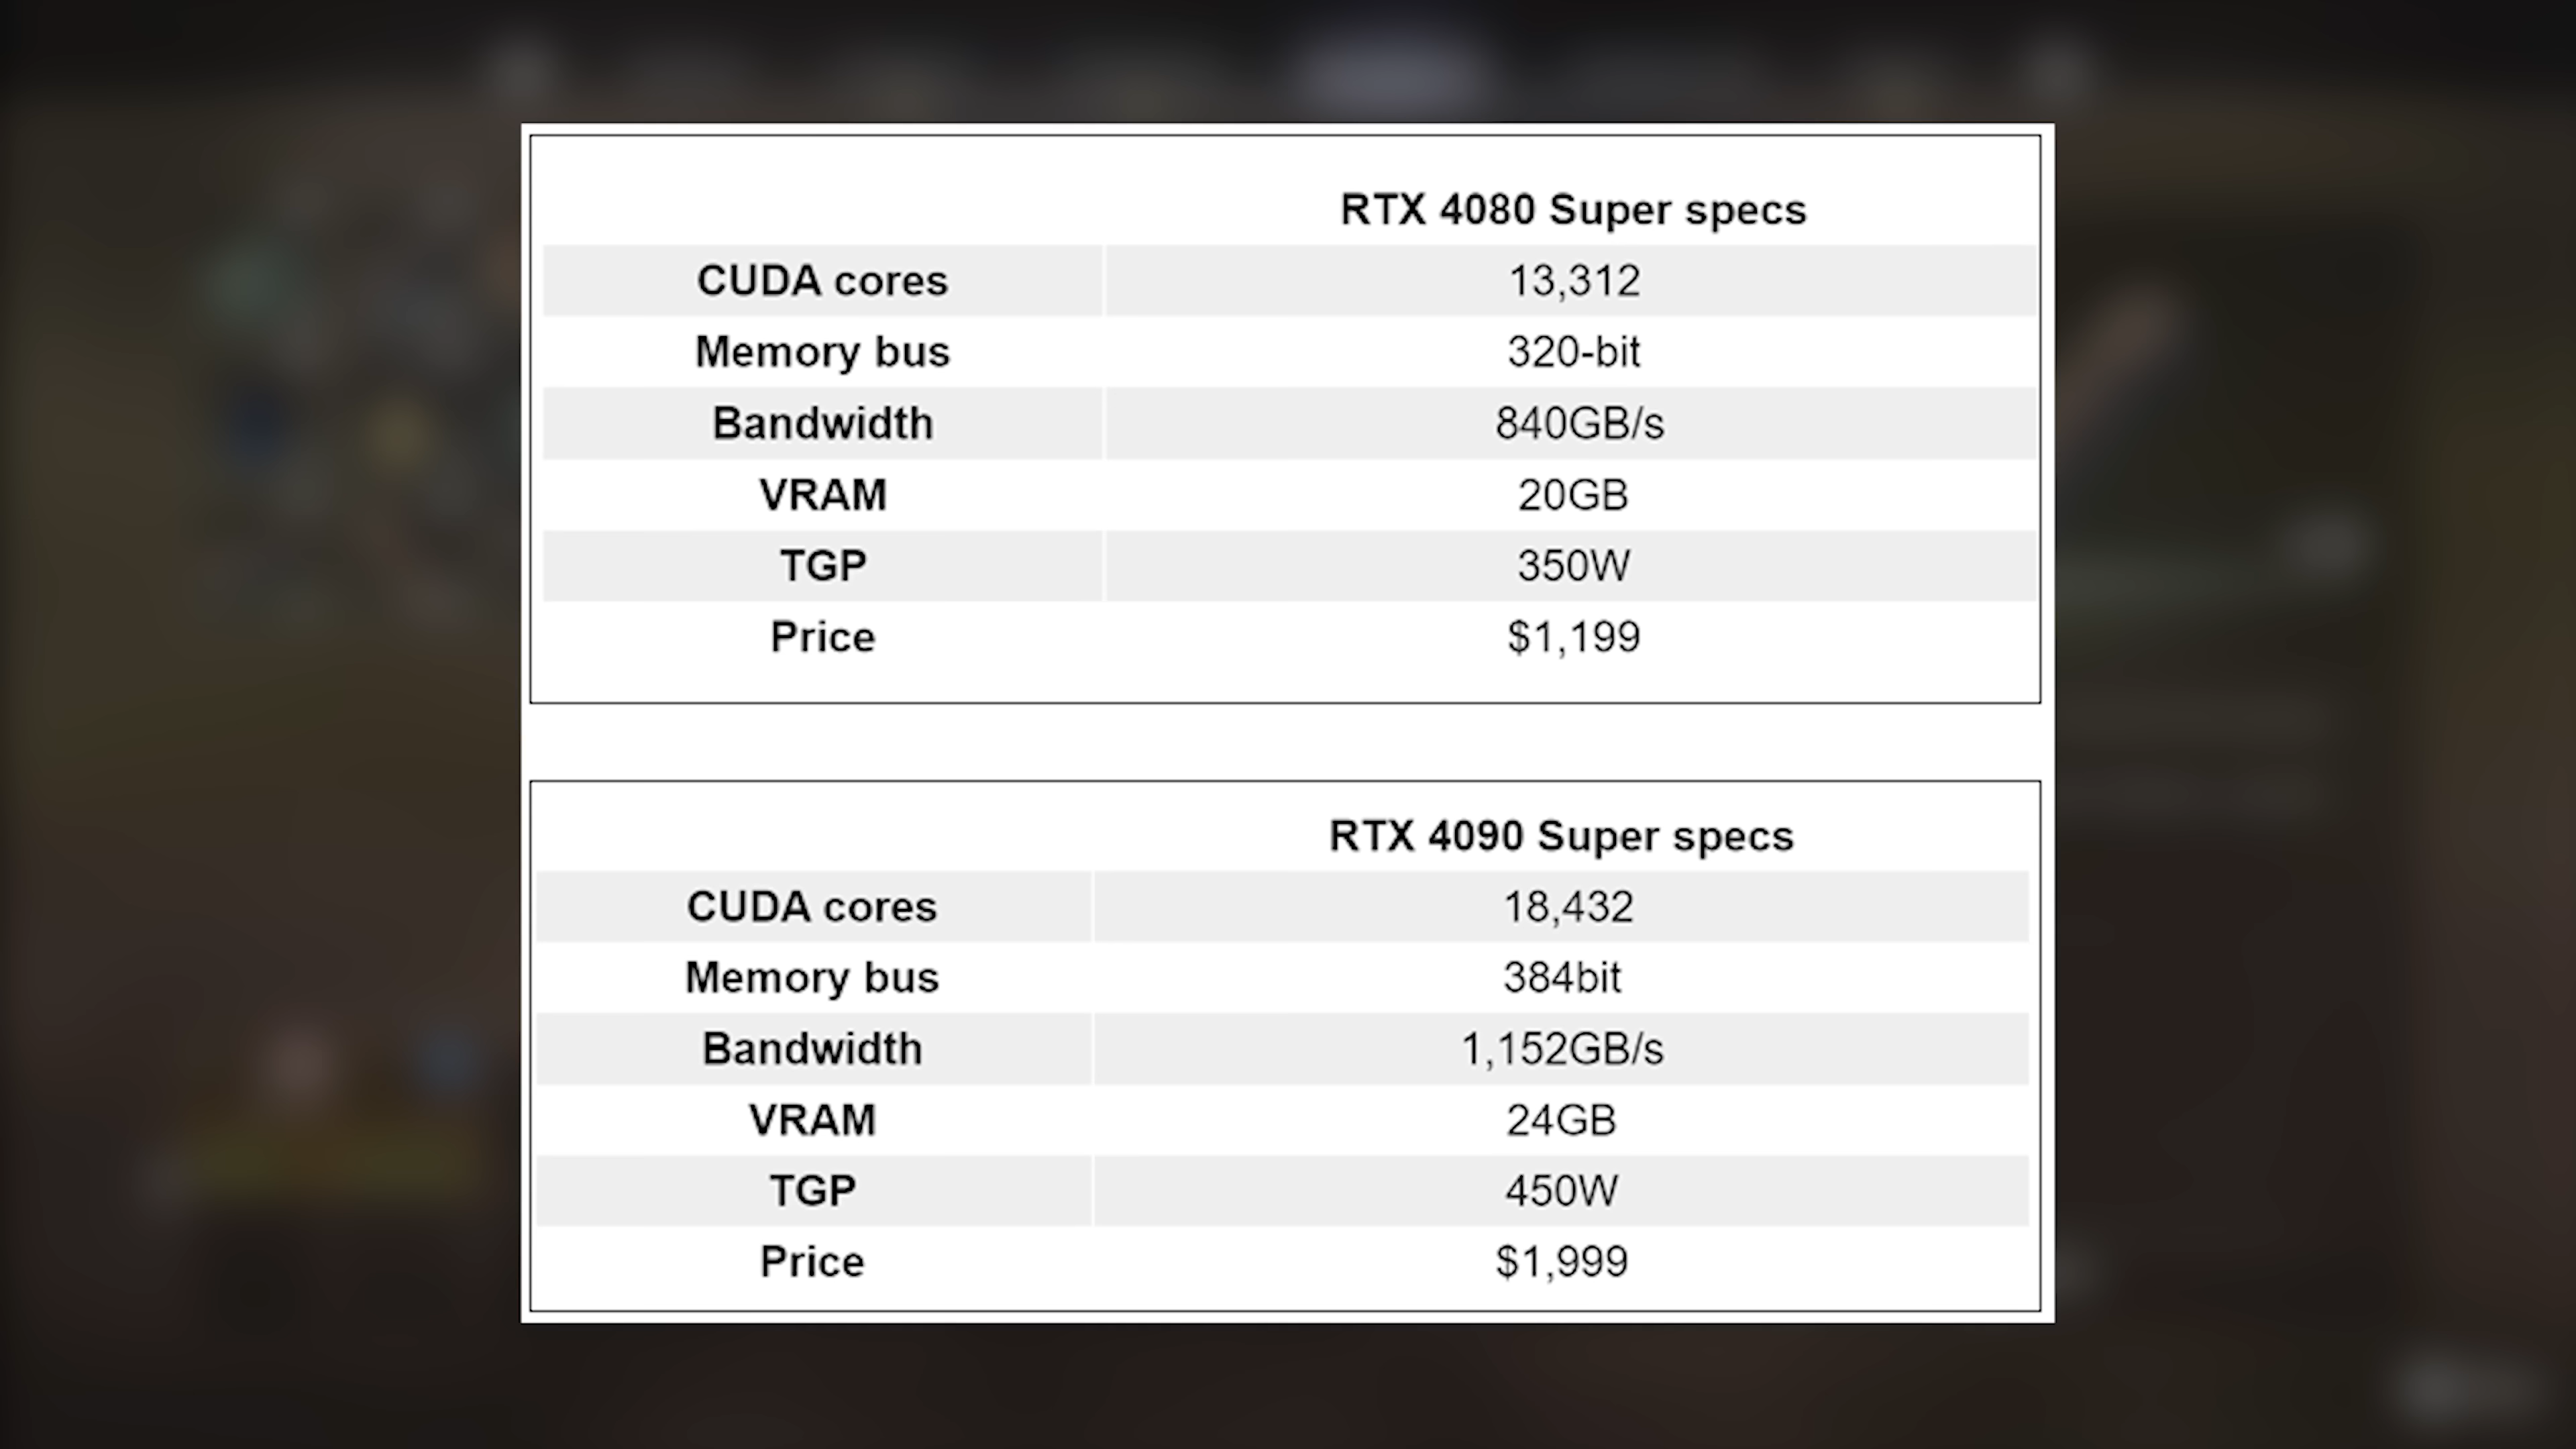 RTX 4080 Super specs
CUDA cores 13,312
Memory bus 320-bit
Bandwidth 840GB/s
VRAM 20GB
TGP 350W
Price $1,199
RTX 4090 Super specs
CUDA cores 18,432
Memory bus 384bit
Bandwidth 1,152GB/s
VRAM 24GB
TGP 450W
Price $1,999